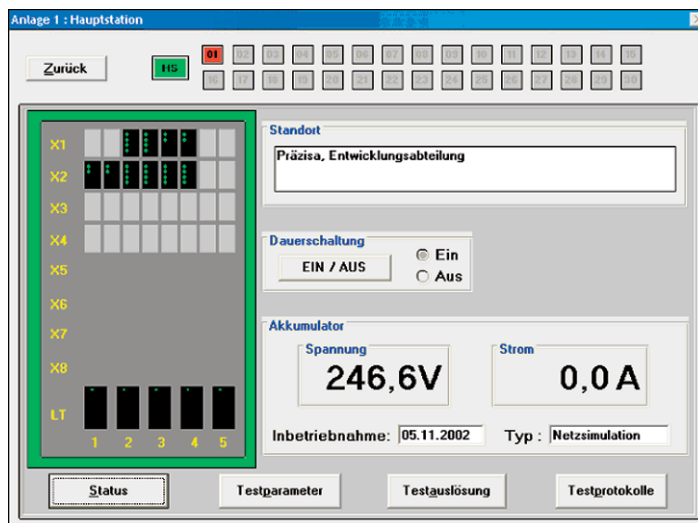 Anlage 1 : Hauptstation
Zurück
HS
01 02 03 04 05 06 07 08 09 10 11 12 13 14 15
16 17 18 19 20 21 22 23 24 25 26 27 28 29 30
X1
X2
X3
X4
X5
X6
X7
X8
LT
1 2 3 4 5
Standort
Präzisa, Entwicklungsabteilung
Dauerschaltung
EIN / AUS
Ein
Aus
Akkumulator
Spannung
246,6V
Strom
0,0 A
Inbetriebnahme: 05.11.2002 Typ : Netzsimulation
Status
Testparameter
Testauslösung
Testprotokolle